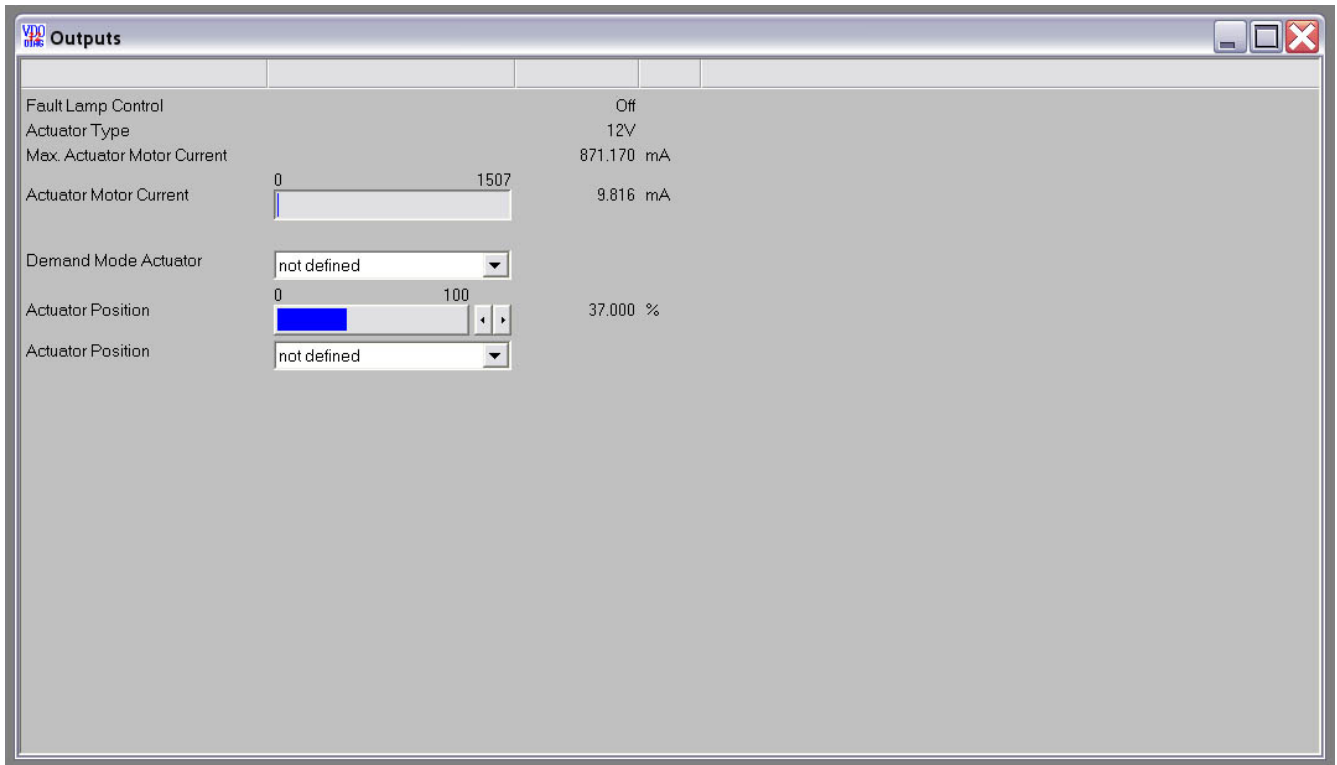 VDO
DIAG
Outputs
Fault Lamp Control Off
Actuator Type 12V
Max. Actuator Motor Current 871.170 mA
0 1507
Actuator Motor Current 9.816 mA
Demand Mode Actuator not defined
0 100
Actuator Position 37.000 %
Actuator Position not defined